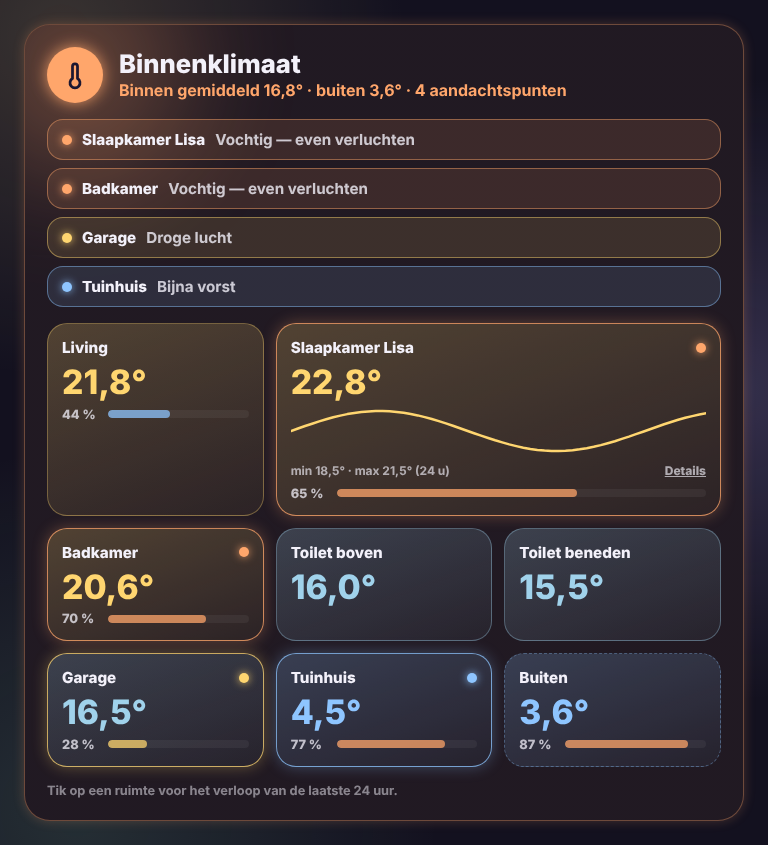 Binnenklimaat
Binnen gemiddeld 16,8° · buiten 3,6° · 4 aandachtspunten
Slaapkamer Lisa Vochtig — even verluchten
Badkamer Vochtig — even verluchten
Garage Droge lucht
Tuinhuis Bijna vorst
Living
21,8°
44 %
Slaapkamer Lisa
22,8°
min 18,5° · max 21,5° (24 u) Details
65 %
Badkamer
20,6°
70 %
Toilet boven
16,0°
Toilet beneden
15,5°
Garage
16,5°
28 %
Tuinhuis
4,5°
77 %
Buiten
3,6°
87 %
Tik op een ruimte voor het verloop van de laatste 24 uur.